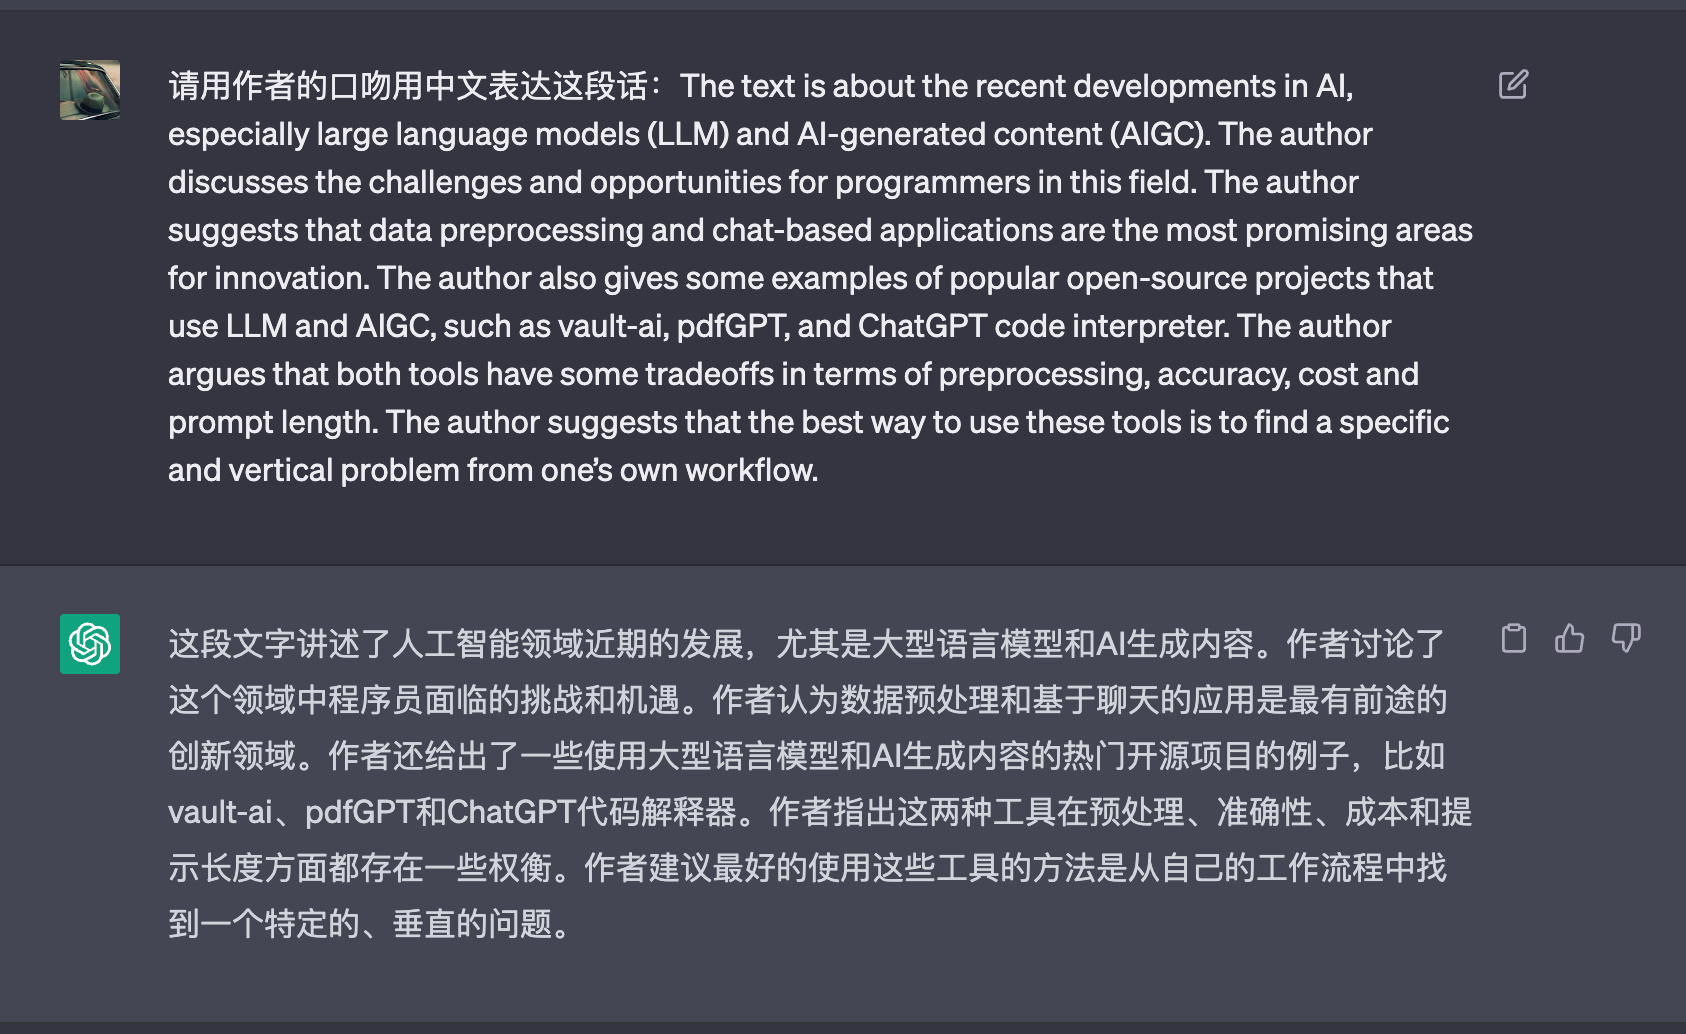 请用作者的口吻用中文表达这段话：The text is about the recent developments in AI,
especially large language models (LLM) and AI-generated content (AIGC). The author
discusses the challenges and opportunities for programmers in this field. The author
suggests that data preprocessing and chat-based applications are the most promising areas
for innovation. The author also gives some examples of popular open-source projects that
use LLM and AIGC, such as vault-ai, pdfGPT, and ChatGPT code interpreter. The author
argues that both tools have some tradeoffs in terms of preprocessing, accuracy, cost and
prompt length. The author suggests that the best way to use these tools is to find a specific
and vertical problem from one’s own workflow.
这段文字讲述了人工智能领域近期的发展，尤其是大型语言模型和AI生成内容。作者讨论了
这个领域中程序员面临的挑战和机遇。作者认为数据预处理和基于聊天的应用是最有前途的
创新领域。作者还给出了一些使用大型语言模型和AI生成内容的热门开源项目的例子，比如
vault-ai、pdfGPT和ChatGPT代码解释器。作者指出这两种工具在预处理、准确性、成本和提
示长度方面都存在一些权衡。作者建议最好的使用这些工具的方法是从自己的工作流程中找
到一个特定的、垂直的问题。